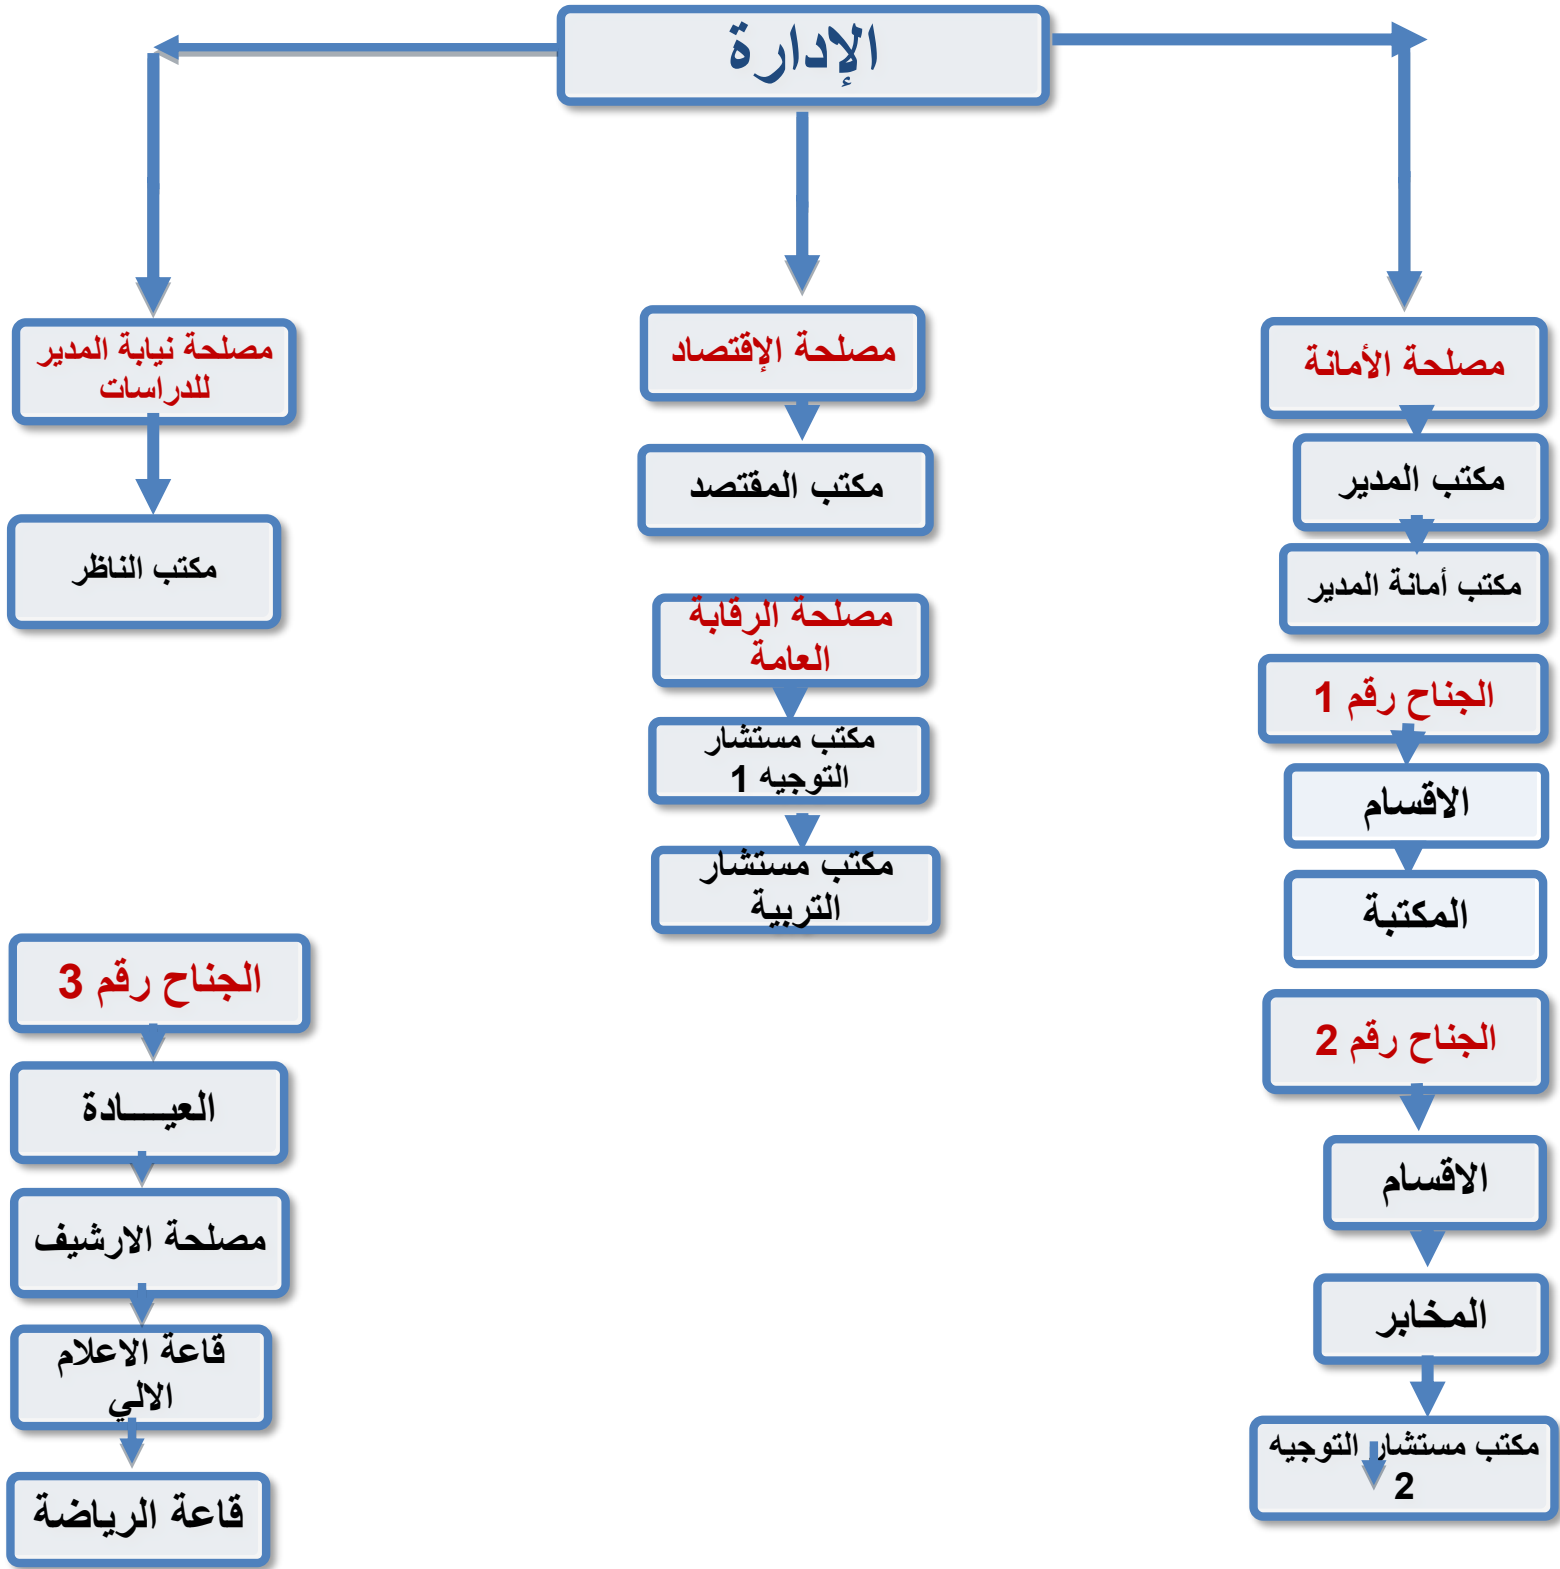 الإدارة
مصلحة الأمانة
مكتب المدير
مكتب أمانة المدير
الجناح رقم 1
الاقسام
المكتبة
الجناح رقم 2
الاقسام
المخابر
مكتب مستشار التوجيه
2
مصلحة الإقتصاد
مكتب المقتصد
مصلحة الرقابة
العامة
مكتب مستشار
التوجيه 1
مكتب مستشار
التربية
مصلحة نيابة المدير
للدراسات
مكتب الناظر
الجناح رقم 3
العيـــــادة
مصلحة الارشيف
قاعة الاعلام
الالي
قاعة الرياضة